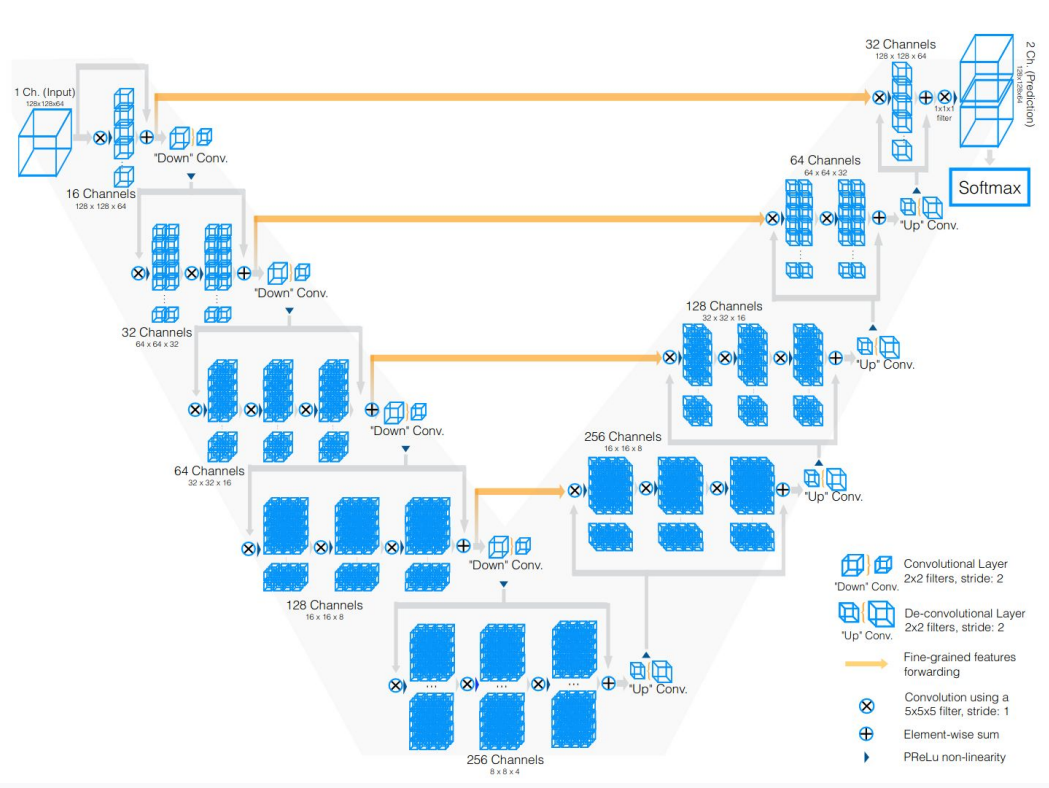 1 Ch. (Input)
128x128x64
"Down" Conv.
16 Channels
128 x 128 x 64
"Down" Conv.
32 Channels
64 x 64 x 32
"Down" Conv.
64 Channels
32 x 32 x 16
"Down" Conv.
128 Channels
16 x 16 x 8
...
...
...
256 Channels
8 x 8 x 4
"Up" Conv.
256 Channels
16 x 16 x 8
"Up" Conv.
128 Channels
32 x 32 x 16
"Up" Conv.
64 Channels
64 x 64 x 32
"Up" Conv.
32 Channels
128 x 128 x 64
1x1x1
filter
2 Ch. (Prediction)
128x128x64
Softmax
"Down" Conv.
Convolutional Layer
2x2 filters, stride: 2
"Up" Conv.
De-convolutional Layer
2x2 filters, stride: 2
Fine-grained features
forwarding
Convolution using a
5x5x5 filter, stride: 1
Element-wise sum
PReLu non-linearity